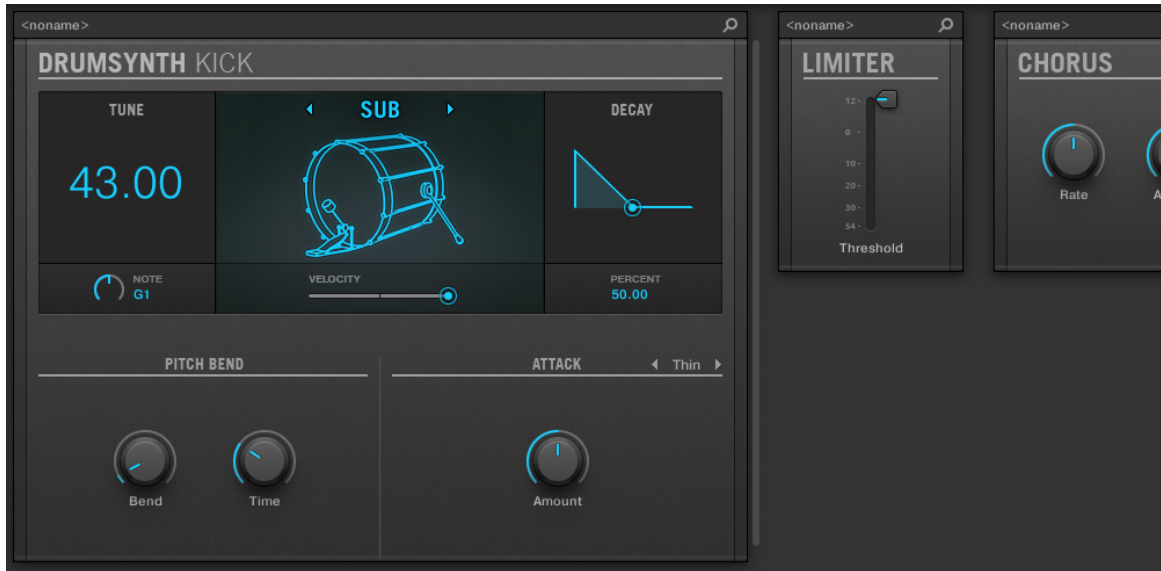 <noname>
DRUMSYNTH KICK
TUNE
SUB
DECAY
43.00
NOTE
G1
VELOCITY
PERCENT
50.00
PITCH BEND
ATTACK
Thin
Bend
Time
Amount
<noname>
LIMITER
12 -
0 -
10 -
20 -
30 -
54 -
Threshold
<noname>
CHORUS
Rate
A